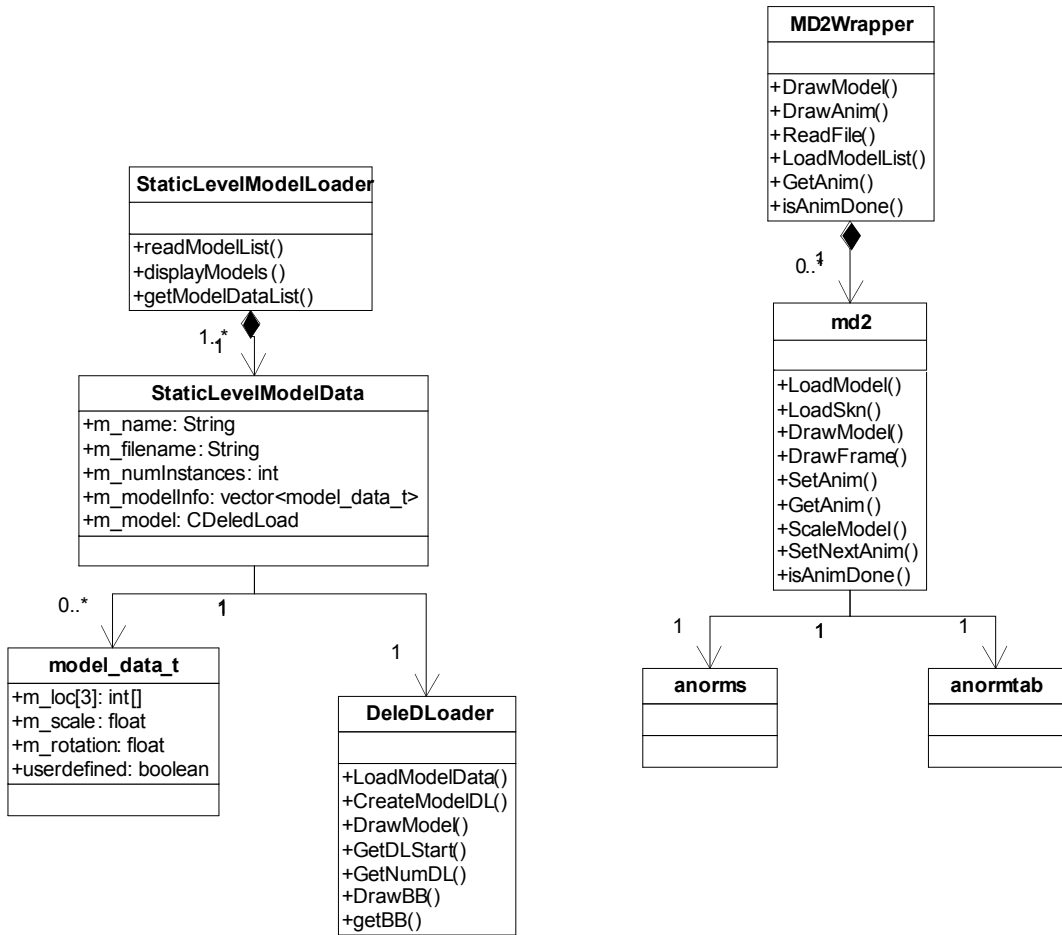 MD2Wrapper
+DrawModel()
+DrawAnim()
+ReadFile()
+LoadModelList()
+GetAnim()
+isAnimDone()
StaticLevelModelLoader
+readModelList()
+displayModels()
+getModelDataList()
1..*
1
0..*
1
md2
+LoadModel()
+LoadSkn()
+DrawModel()
+DrawFrame()
+SetAnim()
+GetAnim()
+ScaleModel()
+SetNextAnim()
+isAnimDone()
StaticLevelModelData
+m_name: String
+m_filename: String
+m_numInstances: int
+m_modelInfo: vector<model_data_t>
+m_model: CDeledLoad
0..*
1
1
1
1
1
model_data_t
+m_loc[3]: int[]
+m_scale: float
+m_rotation: float
+userdefined: boolean
DeleDLoader
+LoadModelData()
+CreateModelDL()
+DrawModel()
+GetDLStart()
+GetNumDL()
+DrawBB()
+getBB()
anorms
anormtab